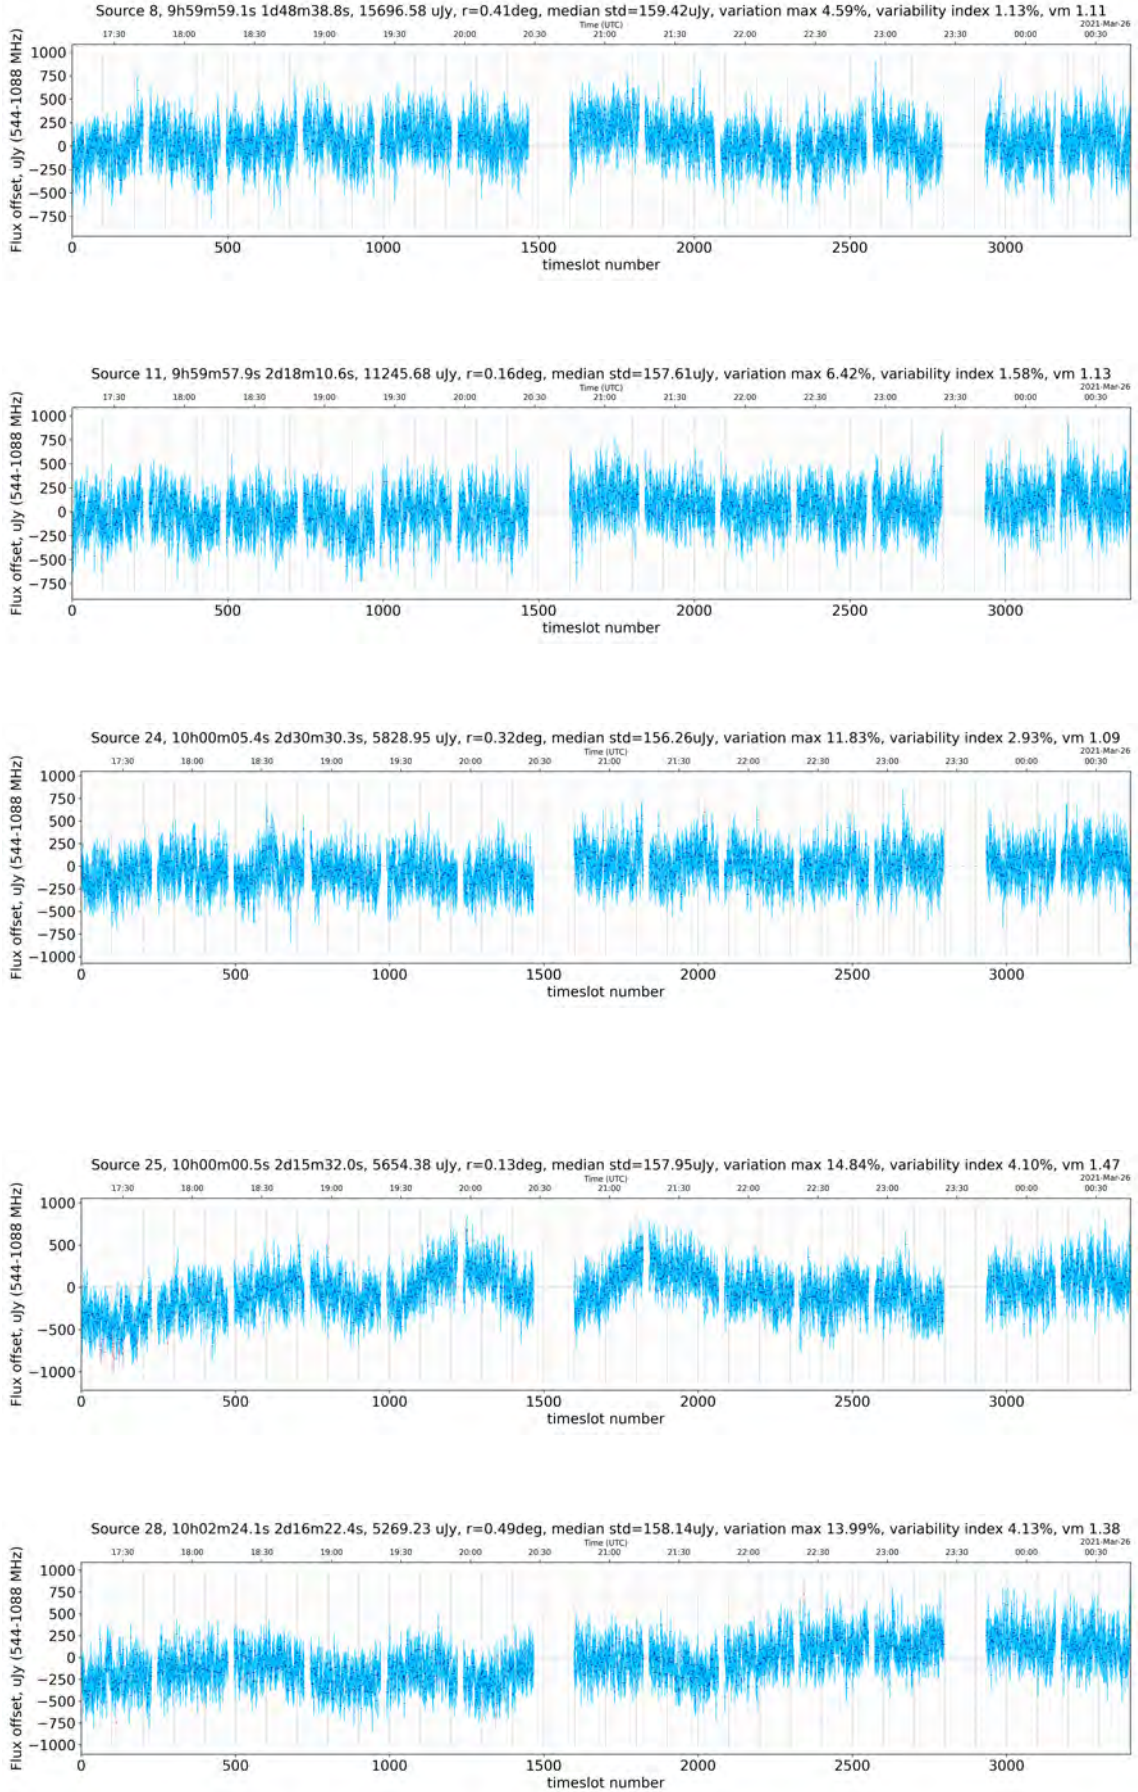 Source 8, 9h59m59.1s 1d48m38.8s, 15696.58 uJy, r=0.41deg, median std=159.42uJy, variation max 4.59%, variability index 1.13%, vm 1.11
Time (UTC)
2021-Mar-26
17:30 18:00 18:30 19:00 19:30 20:00 20:30 21:00 21:30 22:00 22:30 23:00 23:30 00:00 00:30
Flux offset, uJy (544-1088 MHz)
1000
750
500
250
0
−250
−500
−750
0 500 1000 1500 2000 2500 3000
timeslot number
Source 11, 9h59m57.9s 2d18m10.6s, 11245.68 uJy, r=0.16deg, median std=157.61uJy, variation max 6.42%, variability index 1.58%, vm 1.13
Time (UTC)
2021-Mar-26
17:30 18:00 18:30 19:00 19:30 20:00 20:30 21:00 21:30 22:00 22:30 23:00 23:30 00:00 00:30
Flux offset, uJy (544-1088 MHz)
1000
750
500
250
0
−250
−500
−750
0 500 1000 1500 2000 2500 3000
timeslot number
Source 24, 10h00m05.4s 2d30m30.3s, 5828.95 uJy, r=0.32deg, median std=156.26uJy, variation max 11.83%, variability index 2.93%, vm 1.09
Time (UTC)
2021-Mar-26
17:30 18:00 18:30 19:00 19:30 20:00 20:30 21:00 21:30 22:00 22:30 23:00 23:30 00:00 00:30
Flux offset, uJy (544-1088 MHz)
1000
750
500
250
0
−250
−500
−750
−1000
0 500 1000 1500 2000 2500 3000
timeslot number
Source 25, 10h00m00.5s 2d15m32.0s, 5654.38 uJy, r=0.13deg, median std=157.95uJy, variation max 14.84%, variability index 4.10%, vm 1.47
Time (UTC)
2021-Mar-26
17:30 18:00 18:30 19:00 19:30 20:00 20:30 21:00 21:30 22:00 22:30 23:00 23:30 00:00 00:30
Flux offset, uJy (544-1088 MHz)
1000
500
0
−500
−1000
0 500 1000 1500 2000 2500 3000
timeslot number
Source 28, 10h02m24.1s 2d16m22.4s, 5269.23 uJy, r=0.49deg, median std=158.14uJy, variation max 13.99%, variability index 4.13%, vm 1.38
Time (UTC)
2021-Mar-26
17:30 18:00 18:30 19:00 19:30 20:00 20:30 21:00 21:30 22:00 22:30 23:00 23:30 00:00 00:30
Flux offset, uJy (544-1088 MHz)
1000
750
500
250
0
−250
−500
−750
−1000
0 500 1000 1500 2000 2500 3000
timeslot number